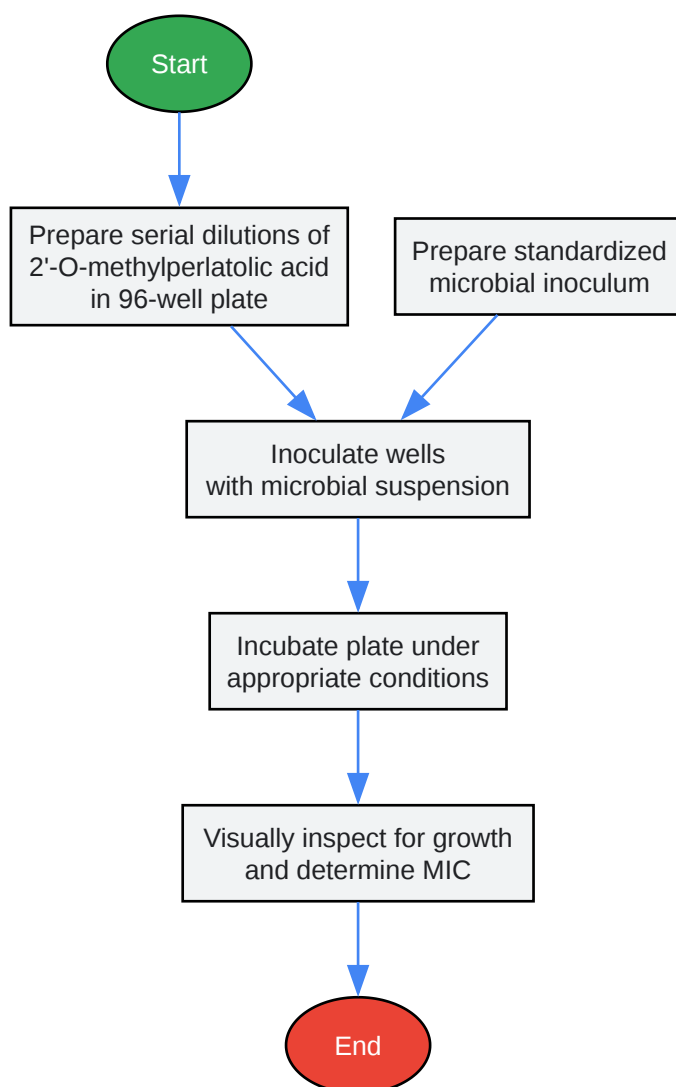 Start
Prepare serial dilutions of
2'-O-methylperlatolic acid
in 96-well plate
Prepare standardized
microbial inoculum
Inoculate wells
with microbial suspension
Incubate plate under
appropriate conditions
Visually inspect for growth
and determine MIC
End